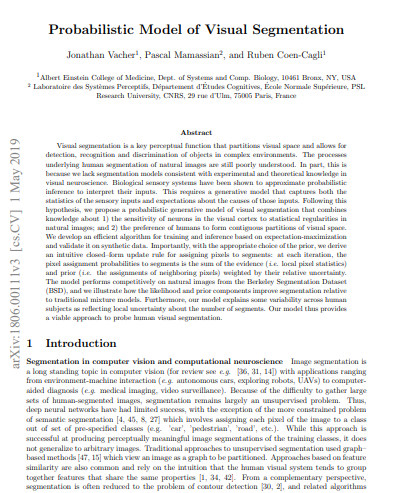 Probabilistic Model of Visual Segmentation
Jonathan Vacher¹, Pascal Mamassian², and Ruben Coen-Cagli¹
¹Albert Einstein College of Medicine, Dept. of Systems and Comp. Biology, 10461 Bronx, NY, USA
² Laboratoire des Systèmes Perceptifs, Département d'Études Cognitives, École Normale Supérieure, PSL
Research University, CNRS, 29 rue d'Ulm, 75005 Paris, France
Abstract
Visual segmentation is a key perceptual function that partitions visual space and allows for
detection, recognition and discrimination of objects in complex environments. The processes
underlying human segmentation of natural images are still poorly understood. In part, this is
because we lack segmentation models consistent with experimental and theoretical knowledge in
visual neuroscience. Biological sensory systems have been shown to approximate probabilistic
inference to interpret their inputs. This requires a generative model that captures both the
statistics of the sensory inputs and expectations about the causes of those inputs. Following this
hypothesis, we propose a probabilistic generative model of visual segmentation that combines
knowledge about 1) the sensitivity of neurons in the visual cortex to statistical regularities in
natural images; and 2) the preference of humans to form contiguous partitions of visual space.
We develop an efficient algorithm for training and inference based on expectation-maximization
and validate it on synthetic data. Importantly, with the appropriate choice of the prior, we derive
an intuitive closed–form update rule for assigning pixels to segments: at each iteration, the
pixel assignment probabilities to segments is the sum of the evidence (i.e. local pixel statistics)
and prior (i.e. the assignments of neighboring pixels) weighted by their relative uncertainty.
The model performs competitively on natural images from the Berkeley Segmentation Dataset
(BSD), and we illustrate how the likelihood and prior components improve segmentation relative
to traditional mixture models. Furthermore, our model explains some variability across human
subjects as reflecting local uncertainty about the number of segments. Our model thus provides
a viable approach to probe human visual segmentation.
1 Introduction
Segmentation in computer vision and computational neuroscience Image segmentation is
a long standing topic in computer vision (for review see e.g. [36, 31, 14]) with applications ranging
from environment-machine interaction (e.g. autonomous cars, exploring robots, UAVs) to computer-
aided diagnosis (e.g. medical imaging, video surveillance). Because of the difficulty to gather large
sets of human-segmented images, segmentation remains largely an unsupervised problem. Thus,
deep neural networks have had limited success, with exception of the more constrained problem
of semantic segmentation [4, 45, 8, 27] which involves assigning each pixel of the image to a class
out of set of pre-specified classes (e.g. 'car', 'pedestrian', 'road', etc.). While this approach is
successful at producing perceptually meaningful image segmentations of the training classes, it does
not generalize to arbitrary images. Traditional approaches to unsupervised segmentation used graph–
based methods [47, 15] which view an image as a graph to be partitioned. Approaches based on feature
similarity are also common and rely on the intuition that the human visual system tends to group
together features that share the same properties [1, 34, 42]. From a complementary perspective,
segmentation is often reduced to the problem of contour detection [30, 2], and related algorithms
arXiv:1806.00111v3 [cs.CV] 1 May 2019